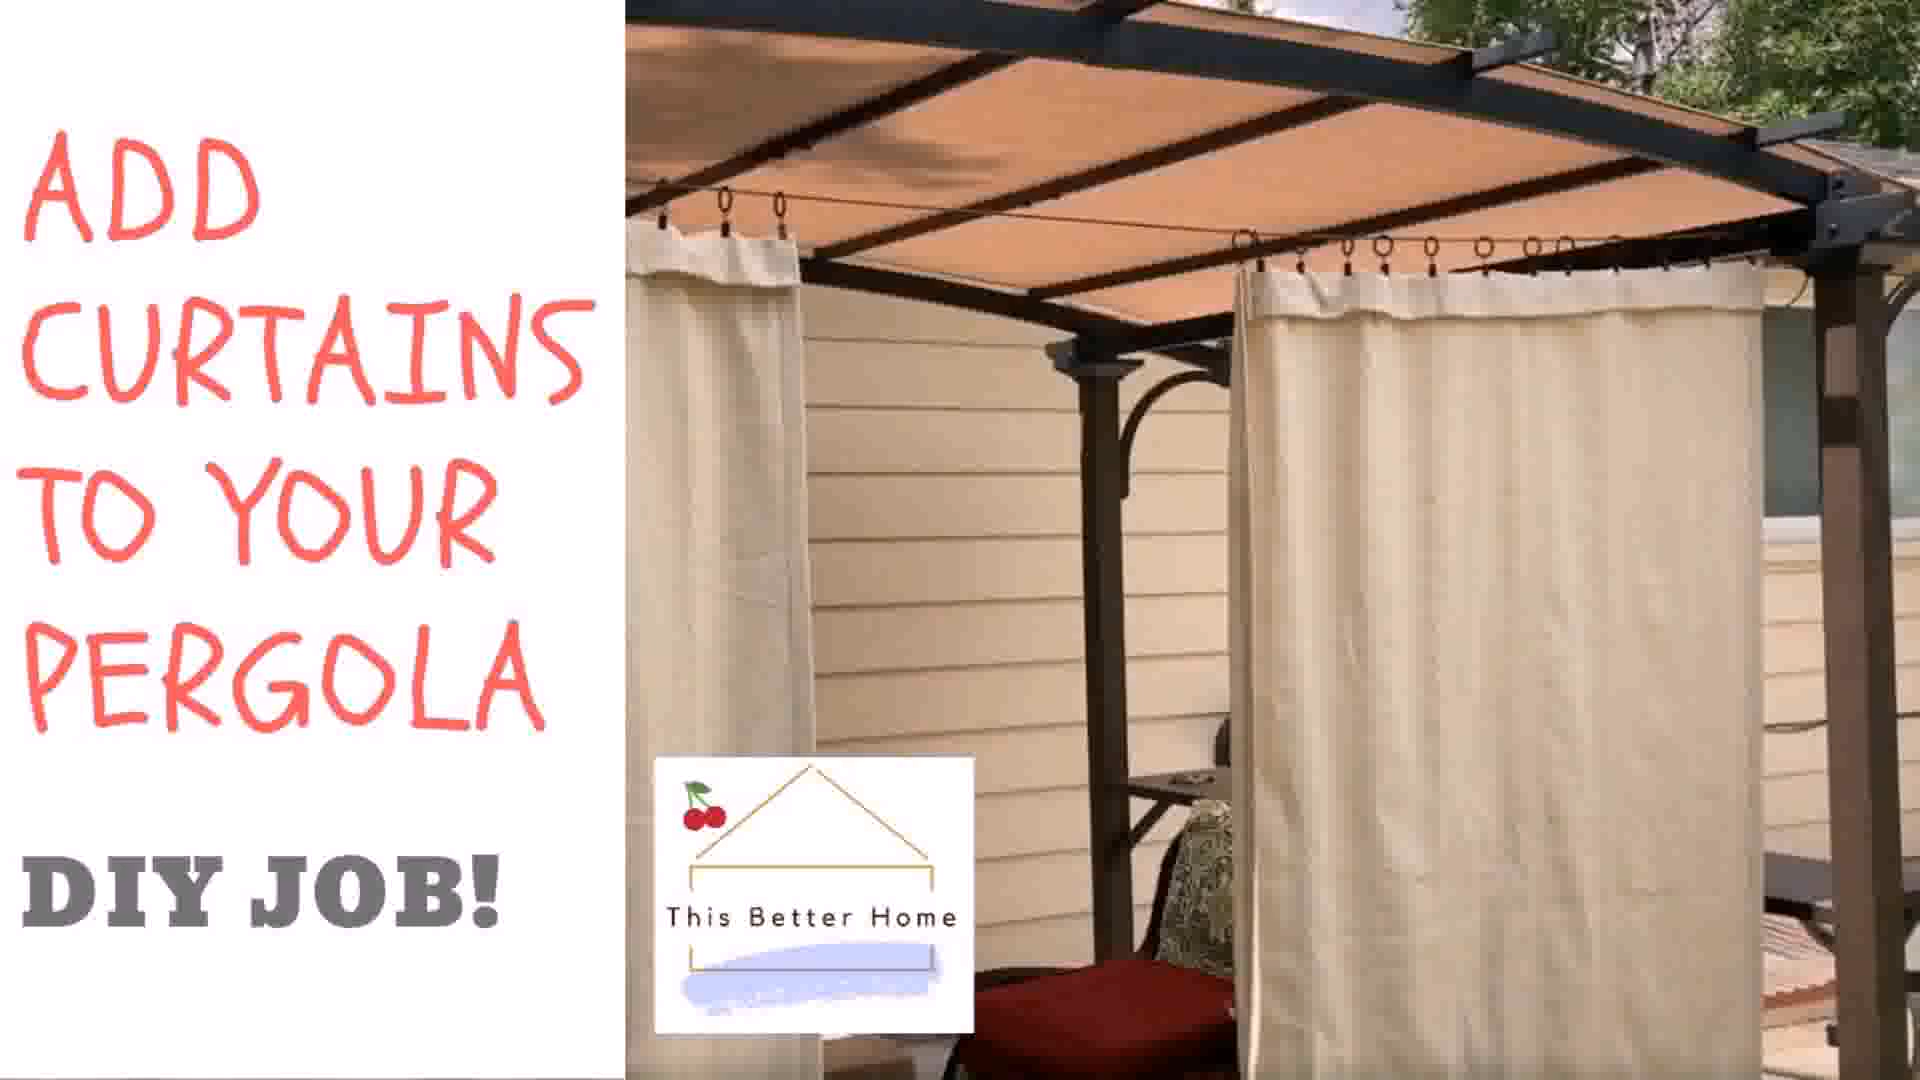 ADD
CURTAINS
TO YOUR
PERGOLA
DIY JOB!
This Better Home